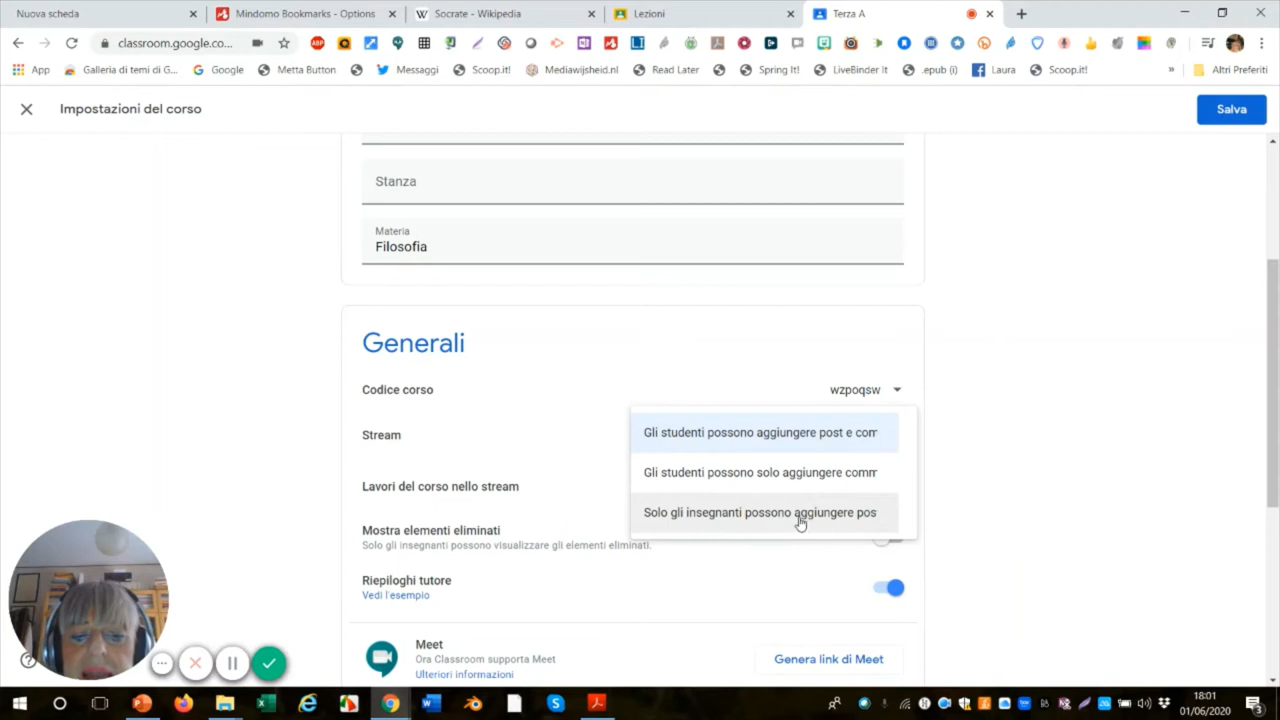 Nuova scheda
Mindomo Bookmarks - Options
Socrate - Wikipedia
Lezioni
Terza A
classroom.google.co...
App
Galleria di temi di G...
Google
Metta Button
Messaggi
Scoop.it!
Mediawijsheid.nl
Read Later
Spring It!
LiveBinder It
.epub (i)
Laura
Scoop.it!
»
Altri Preferiti
Impostazioni del corso
Salva
Stanza
Materia
Filosofia
Generali
Codice corso
wzpoqsw
Stream
Gli studenti possono aggiungere post e com
Gli studenti possono solo aggiungere comm
Solo gli insegnanti possono aggiungere pos
Lavori del corso nello stream
Mostra elementi eliminati
Solo gli insegnanti possono visualizzare gli elementi eliminati.
Riepiloghi tutore
Vedi l'esempio
Meet
Ora Classroom supporta Meet
Ulteriori informazioni
Genera link di Meet
18:01
01/06/2020